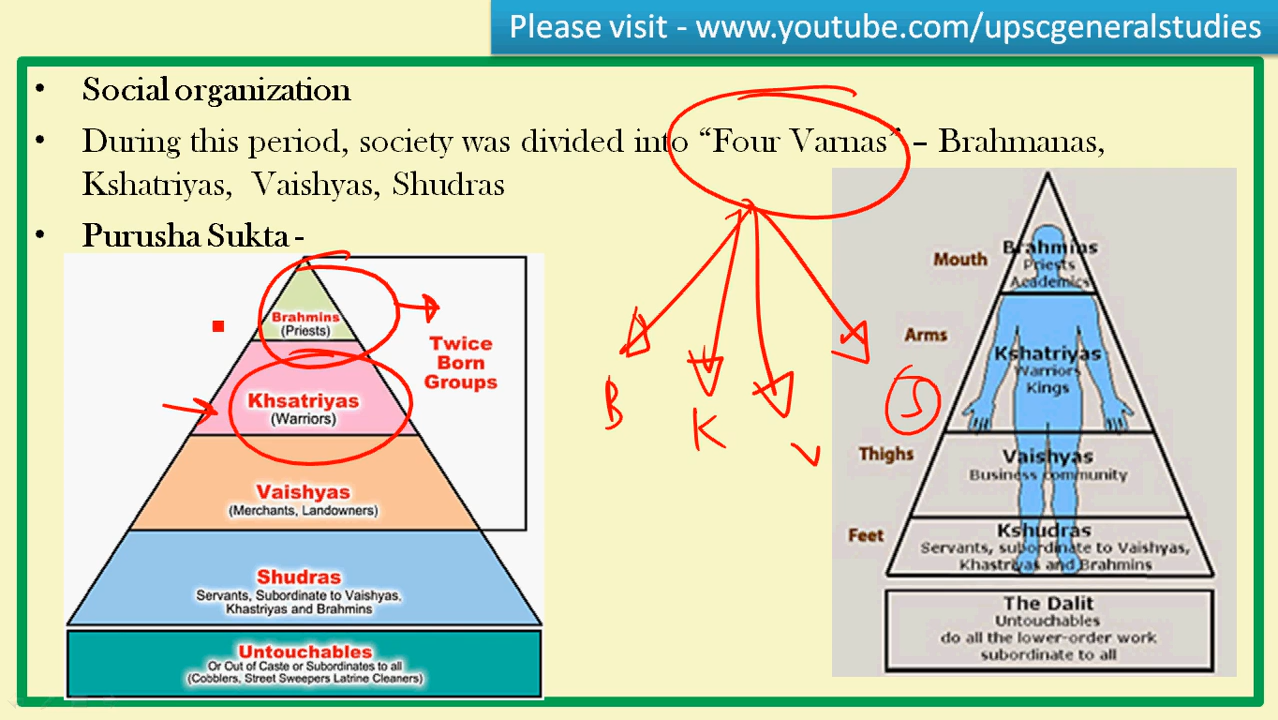 Please visit - www.youtube.com/upscgeneralstudies
• Social organization
• During this period, society was divided into “Four Varnas” – Brahmanas,
Kshatriyas, Vaishyas, Shudras
• Purusha Sukta -
Brahmins
(Priests)
Twice
Born
Groups
Khsatriyas
(Warriors)
Vaishyas
(Merchants, Landowners)
Shudras
Servants, Subordinate to Vaishyas,
Khastriyas and Brahmins
Untouchables
Or Out of Caste or Subordinates to all
(Cobblers, Street Sweepers Latrine Cleaners)
B
K
V
S
Mouth
Brahmins
Priests
Academics
Arms
Kshatriyas
Warriors
Kings
Thighs
Vaishyas
Business community
Feet
Kshudras
Servants, subordinate to Vaishyas,
Khastriyas and Brahmins
The Dalit
Untouchables
do all the lower-order work
subordinate to all